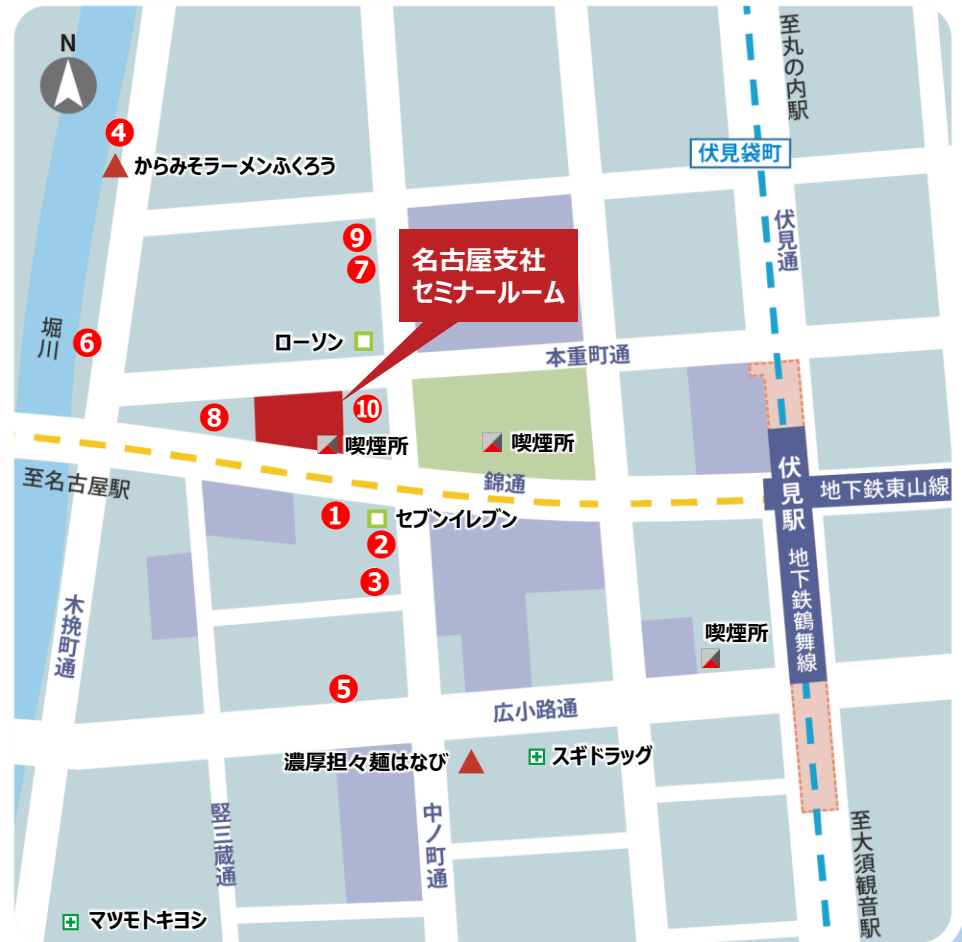 N
至丸の内駅
④
からみそラーメンふくろう
伏見袋町
伏見通
⑨
⑦
名古屋支社
セミナールーム
堀川
⑥
ローソン
本重町通
⑧
⑩
喫煙所
喫煙所
至名古屋駅
錦通
伏見駅
地下鉄東山線
①
セブンイレブン
②
③
地下鉄鶴舞線
木挽町通
喫煙所
⑤
広小路通
濃厚担々麺はなび
スギドラッグ
竪三蔵通
中ノ町通
至大須観音駅
マツモトキヨシ